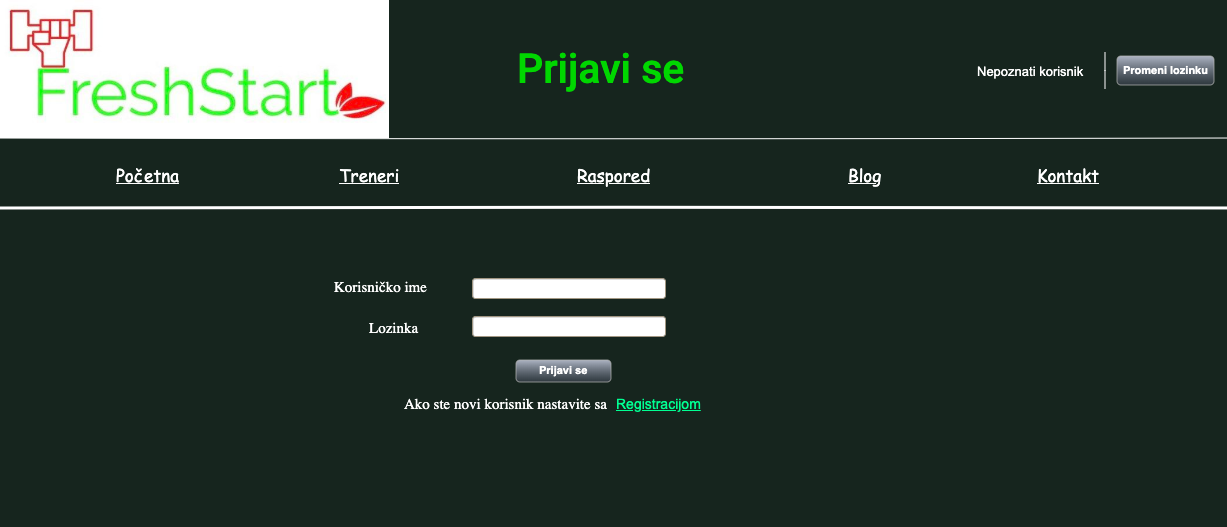 FreshStart
Prijavi se
Nepoznati korisnik
Promeni lozinku
Početna
Treneri
Raspored
Blog
Kontakt
Korisničko ime
Lozinka
Prijavi se
Ako ste novi korisnik nastavite sa Registracijom